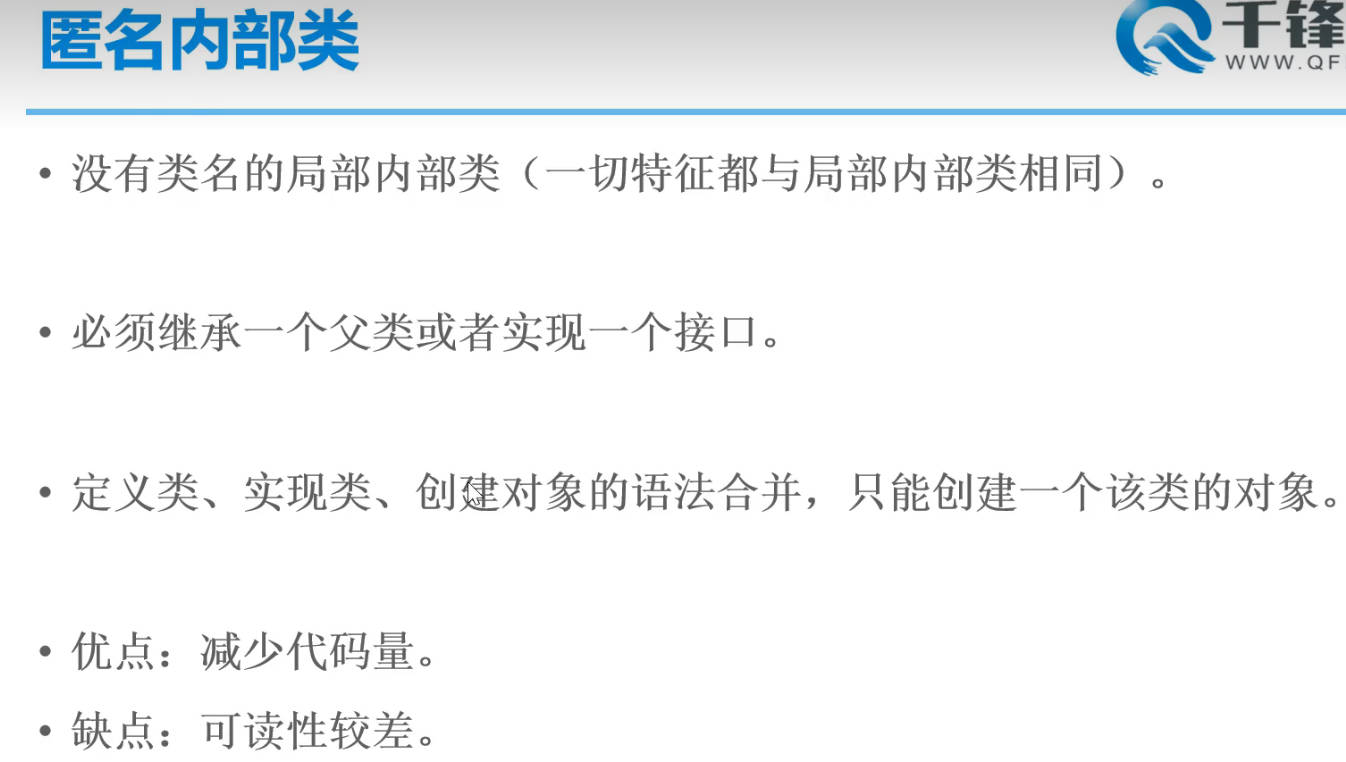 匿名内部类
千锋
WWW.QF
• 没有类名的局部内部类（一切特征都与局部内部类相同）。
• 必须继承一个父类或者实现一个接口。
• 定义类、实现类、创建对象的语法合并，只能创建一个该类的对象。
• 优点：减少代码量。
• 缺点：可读性较差。